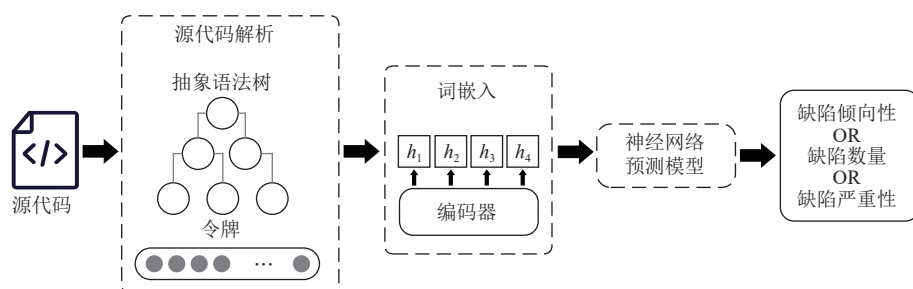 </>
源代码
源代码解析
抽象语法树
令牌
…
词嵌入
h₁ h₂ h₃ h₄
编码器
神经网络
预测模型
缺陷倾向性
OR
缺陷数量
OR
缺陷严重性